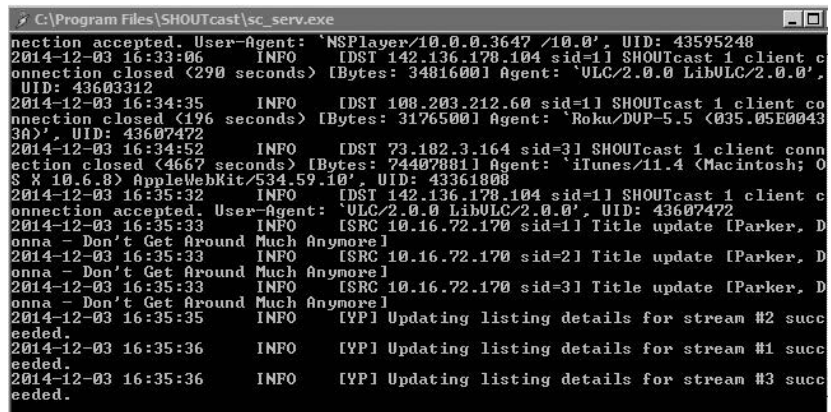 C:\Program Files\SHOUTcast\sc_serv.exe
nection accepted. User-Agent: `NSPlayer/10.0.0.3647 /10.0', UID: 43595248
2014-12-03 16:33:06 INFO [DST 142.136.178.104 sid=1] SHOUTcast 1 client c
onnection closed (290 seconds) [Bytes: 3481600] Agent: `VLC/2.0.0 LibVLC/2.0.0',
UID: 43603312
2014-12-03 16:34:35 INFO [DST 108.203.212.60 sid=1] SHOUTcast 1 client co
nnection closed (196 seconds) [Bytes: 3176500] Agent: `Roku/DVP-5.5 (035.05E0043
3A)', UID: 43607472
2014-12-03 16:34:52 INFO [DST 73.182.3.164 sid=3] SHOUTcast 1 client conn
ection closed (4667 seconds) [Bytes: 74407881] Agent: `iTunes/11.4 (Macintosh; O
S X 10.6.8) AppleWebKit/534.59.10', UID: 43361808
2014-12-03 16:35:32 INFO [DST 142.136.178.104 sid=1] SHOUTcast 1 client c
onnection accepted. User-Agent: `VLC/2.0.0 LibVLC/2.0.0', UID: 43607472
2014-12-03 16:35:33 INFO [SRC 10.16.72.170 sid=1] Title update [Parker, D
onna - Don't Get Around Much Anymore]
2014-12-03 16:35:33 INFO [SRC 10.16.72.170 sid=2] Title update [Parker, D
onna - Don't Get Around Much Anymore]
2014-12-03 16:35:33 INFO [SRC 10.16.72.170 sid=3] Title update [Parker, D
onna - Don't Get Around Much Anymore]
2014-12-03 16:35:35 INFO [YP] Updating listing details for stream #2 succ
eeded.
2014-12-03 16:35:36 INFO [YP] Updating listing details for stream #1 succ
eeded.
2014-12-03 16:35:36 INFO [YP] Updating listing details for stream #3 succ
eeded.